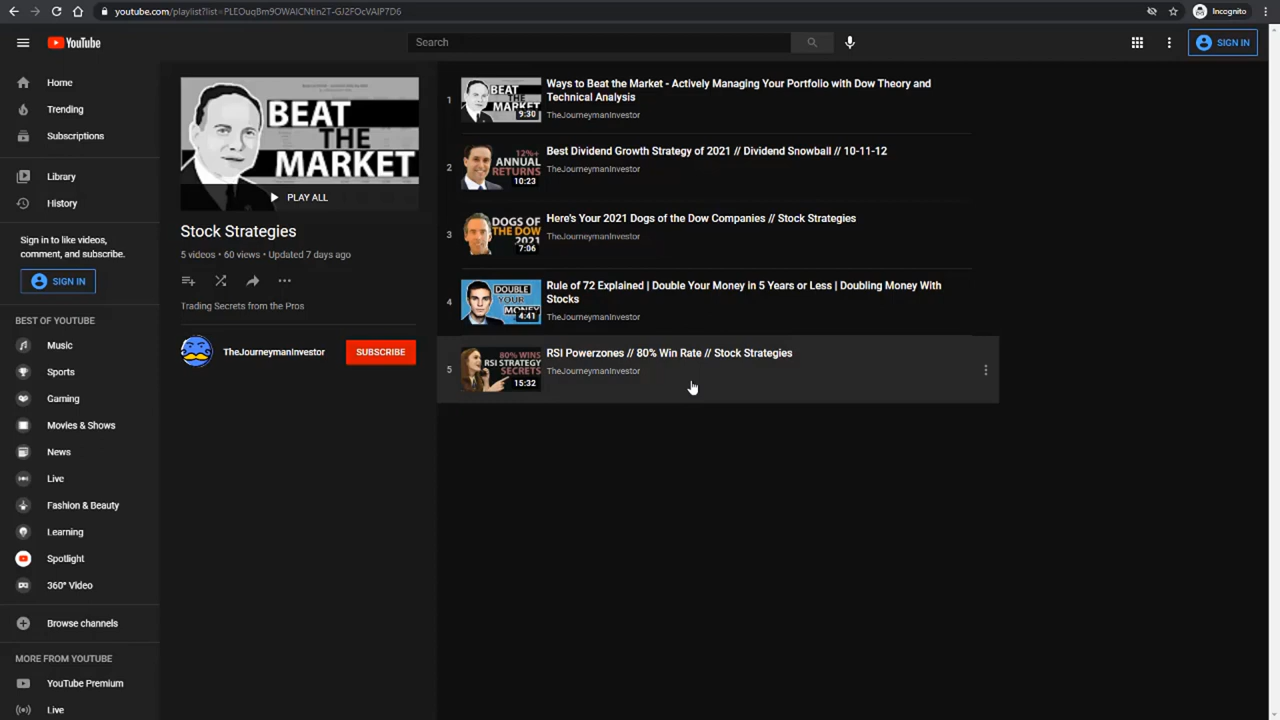 youtube.com/playlist?list=PLEOuqBm9OWAICNtln2T-GJ2FOcVAIP7D6
Incognito
YouTube
Search
SIGN IN
Home
Trending
Subscriptions
Library
History
Sign in to like videos,
comment, and subscribe.
SIGN IN
BEST OF YOUTUBE
Music
Sports
Gaming
Movies & Shows
News
Live
Fashion & Beauty
Learning
Spotlight
360° Video
Browse channels
MORE FROM YOUTUBE
YouTube Premium
Live
BEAT
THE
MARKET
PLAY ALL
Stock Strategies
5 videos • 60 views • Updated 7 days ago
Trading Secrets from the Pros
TheJourneymanInvestor
SUBSCRIBE
1
BEAT
THE
MARKET
9:30
Ways to Beat the Market - Actively Managing Your Portfolio with Dow Theory and
Technical Analysis
TheJourneymanInvestor
2
12%+
ANNUAL
RETURNS
10:23
Best Dividend Growth Strategy of 2021 // Dividend Snowball // 10-11-12
TheJourneymanInvestor
3
DOGS OF
THE DOW
2021
7:06
Here's Your 2021 Dogs of the Dow Companies // Stock Strategies
TheJourneymanInvestor
4
DOUBLE
YOUR
MONEY
4:41
Rule of 72 Explained | Double Your Money in 5 Years or Less | Doubling Money With
Stocks
TheJourneymanInvestor
5
80% WINS
RSI STRATEGY
SECRETS
15:32
RSI Powerzones // 80% Win Rate // Stock Strategies
TheJourneymanInvestor